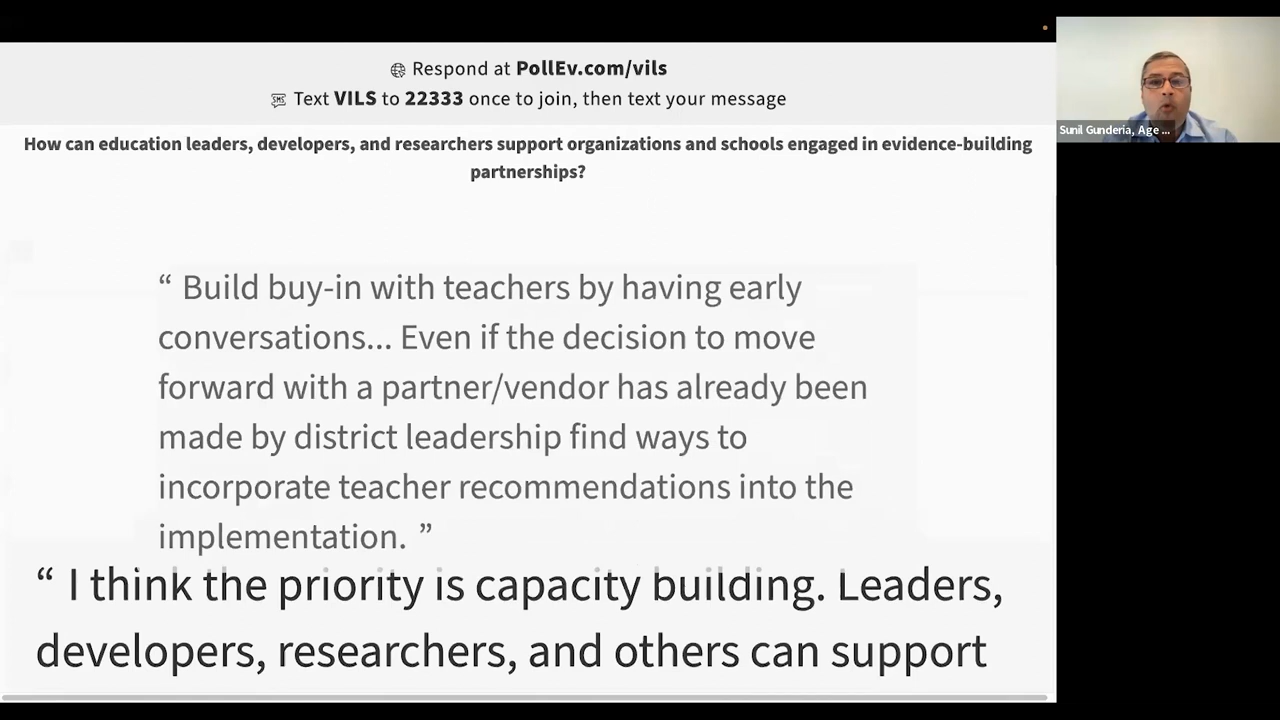 Respond at PollEv.com/vils
Text VILS to 22333 once to join, then text your message
How can education leaders, developers, and researchers support organizations and schools engaged in evidence-building
partnerships?
“ Build buy-in with teachers by having early
conversations... Even if the decision to move
forward with a partner/vendor has already been
made by district leadership find ways to
incorporate teacher recommendations into the
implementation. ”
“ I think the priority is capacity building. Leaders,
developers, researchers, and others can support
Sunil Gunderia, Age ...